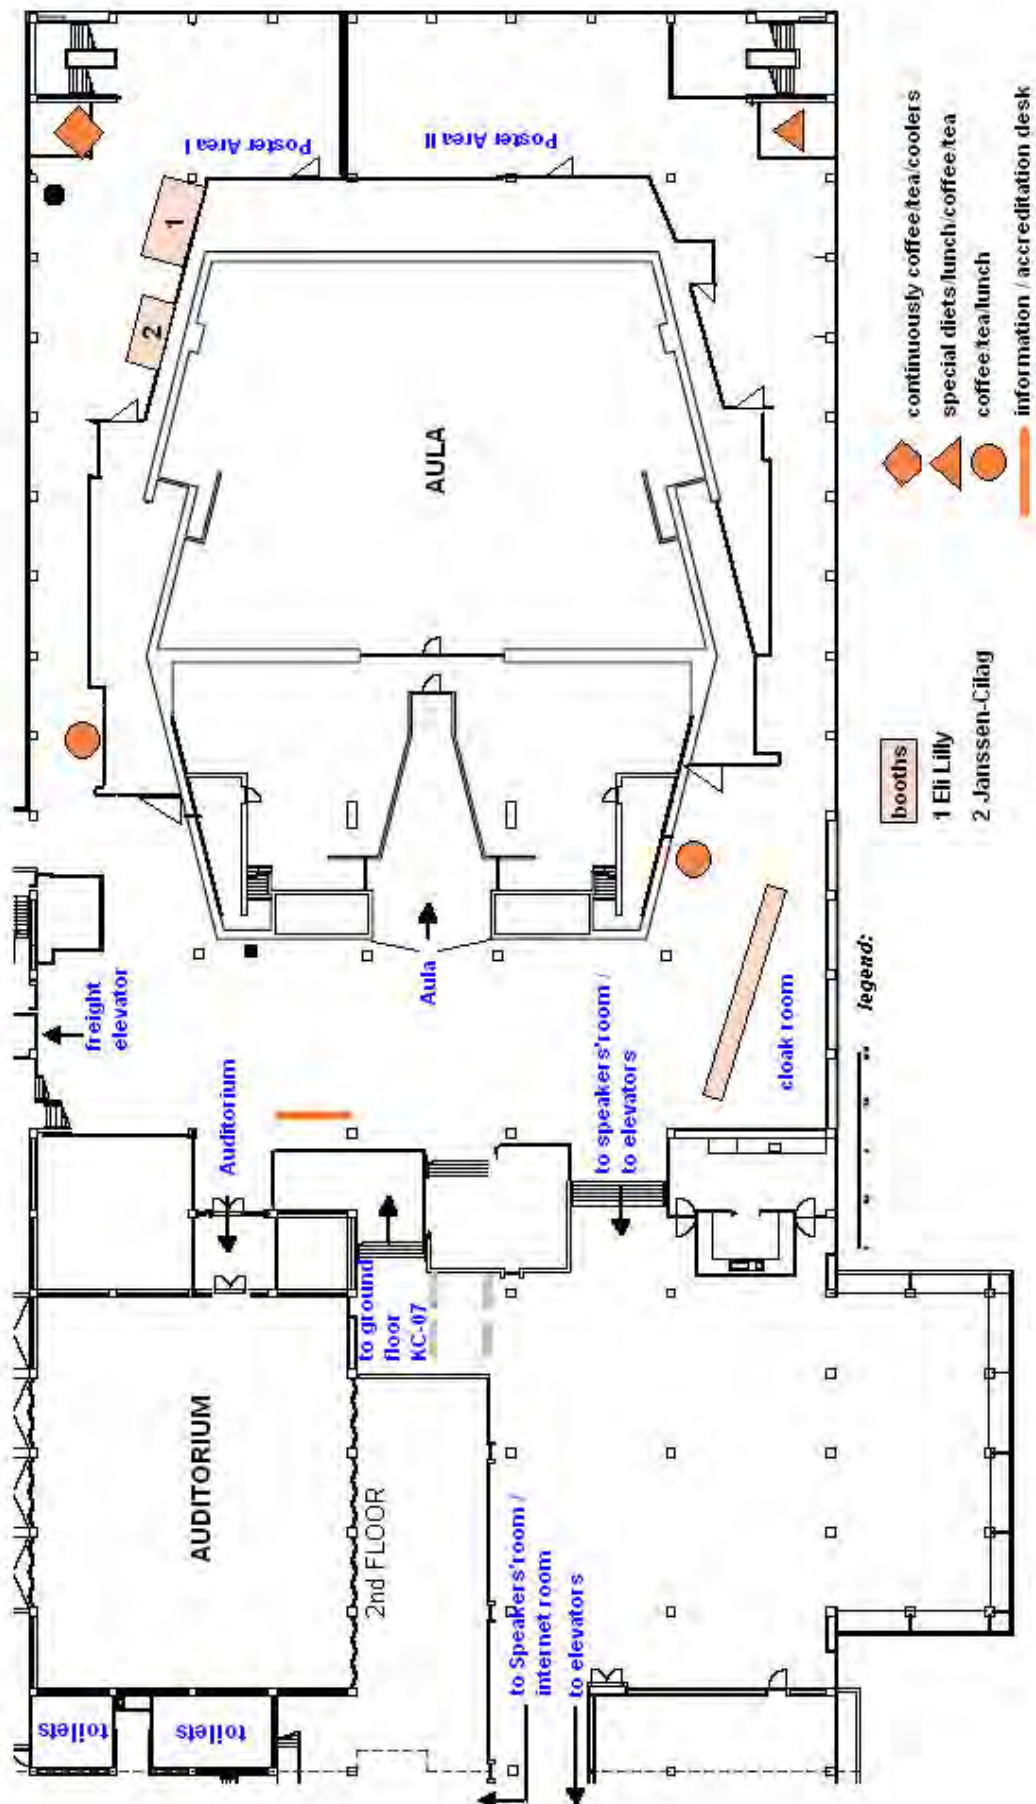 toilets
toilets
AUDITORIUM
2nd FLOOR
to Speakers'room /
internet room
to elevators
to ground
floor
KC-07
Auditorium
freight
elevator
to speakers'room /
to elevators
cloak room
Aula
AULA
2
1
Poster Area I
Poster Area II
legend:
booths
1 Eli Lilly
2 Janssen-Cilag
continuously coffee/tea/coolers
special diets/lunch/coffee/tea
coffee/tea/lunch
information / accreditation desk